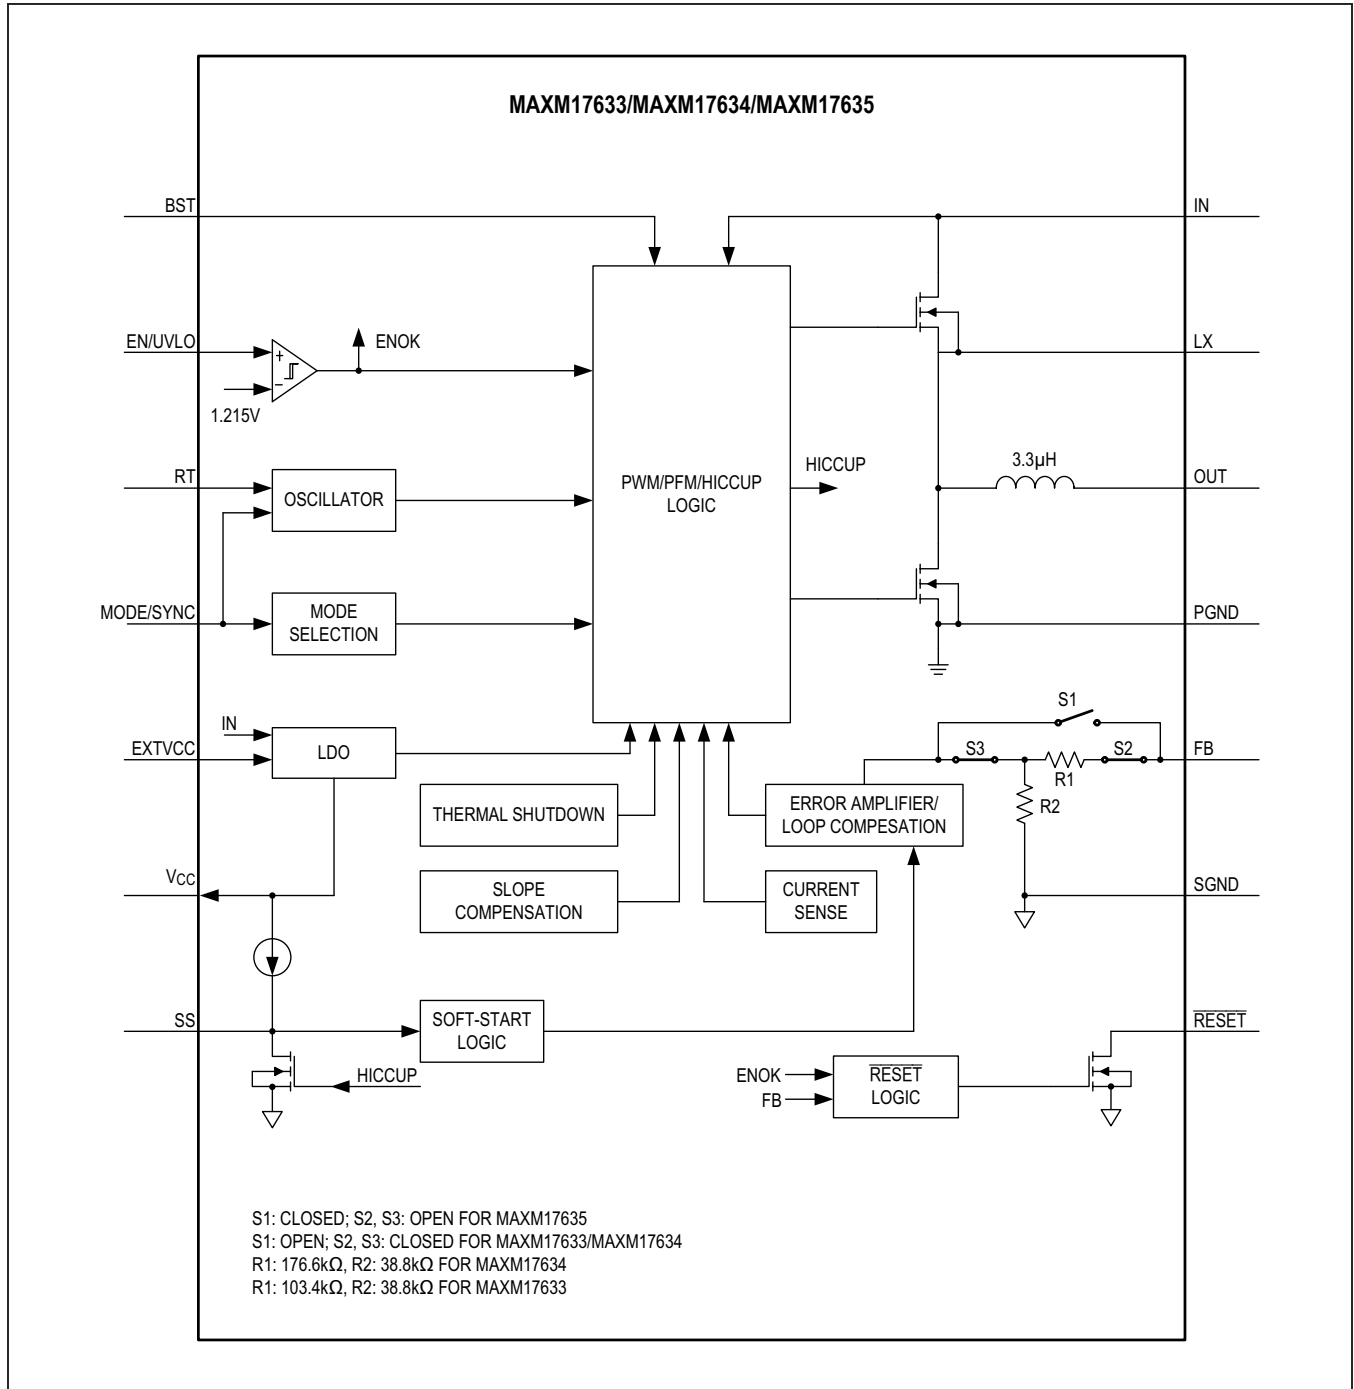 MAXM17633/MAXM17634/MAXM17635
BST
IN
EN/UVLO
+
−
ENOK
LX
1.215V
RT
OSCILLATOR
PWM/PFM/HICCUP
LOGIC
HICCUP
3.3µH
OUT
MODE/SYNC
MODE
SELECTION
PGND
IN
EXTVCC
LDO
S1
S3
S2
FB
R1
R2
THERMAL SHUTDOWN
ERROR AMPLIFIER/
LOOP COMPESATION
VCC
SLOPE
COMPENSATION
CURRENT
SENSE
SGND
SS
SOFT-START
LOGIC
RESET
HICCUP
ENOK
FB
RESET
LOGIC
S1: CLOSED; S2, S3: OPEN FOR MAXM17635
S1: OPEN; S2, S3: CLOSED FOR MAXM17633/MAXM17634
R1: 176.6kΩ, R2: 38.8kΩ FOR MAXM17634
R1: 103.4kΩ, R2: 38.8kΩ FOR MAXM17633